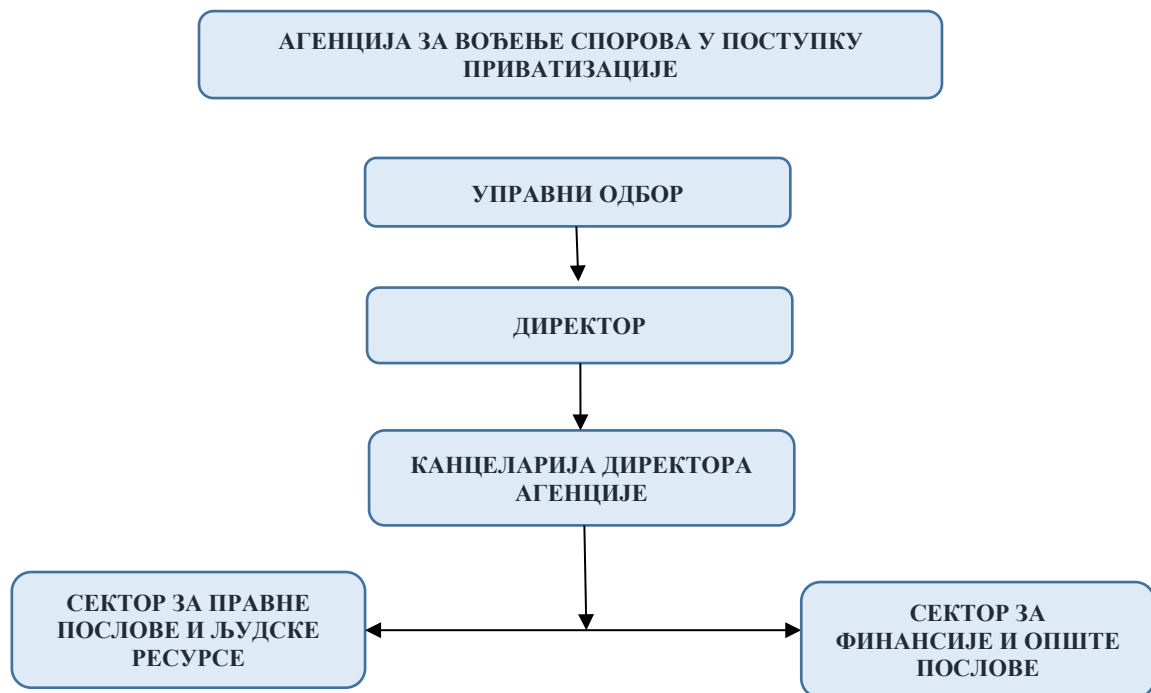 АГЕНЦИЈА ЗА ВОЂЕЊЕ СПОРОВА У ПОСТУПКУ
ПРИВАТИЗАЦИЈЕ
УПРАВНИ ОДБОР
ДИРЕКТОР
КАНЦЕЛАРИЈА ДИРЕКТОРА
АГЕНЦИЈЕ
СЕКТОР ЗА ПРАВНЕ
ПОСЛОВЕ И ЉУДСКЕ
РЕСУРСЕ
СЕКТОР ЗА
ФИНАНСИЈЕ И ОПШТЕ
ПОСЛОВЕ